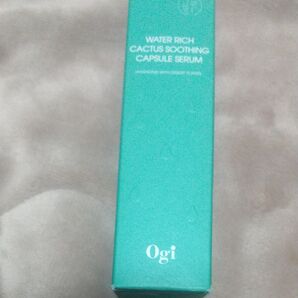 WATER RICH
CACTUS SOOTHING
CAPSULE SERUM
Ogi